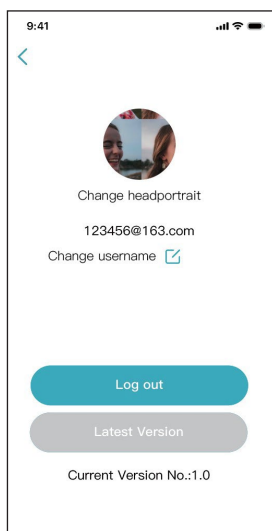 9:41
Change headportrait
123456@163.com
Change username
Log out
Latest Version
Current Version No.:1.0